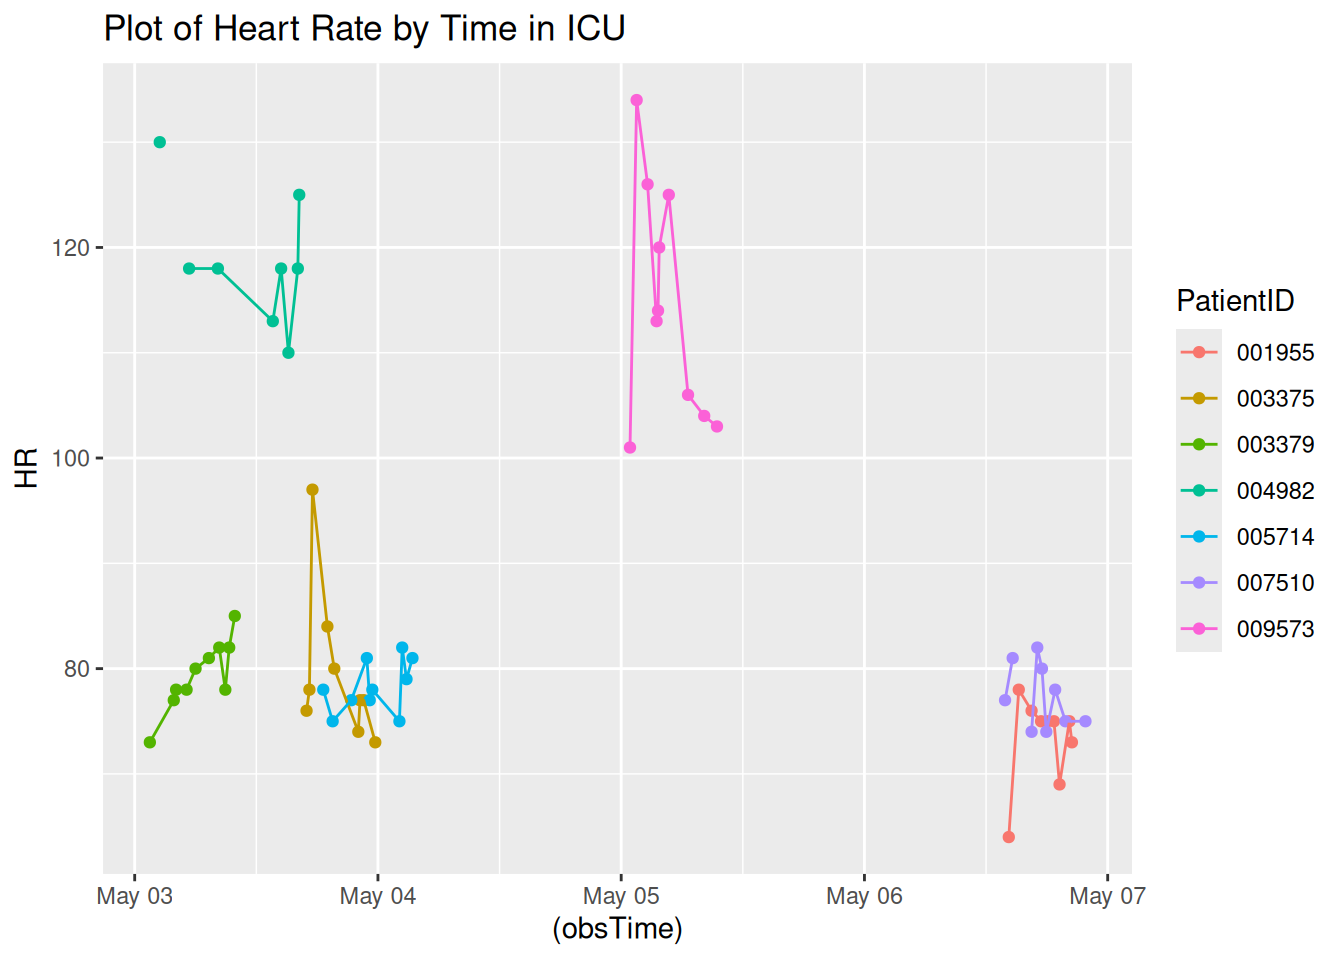 Plot of Heart Rate by Time in ICU
HR
120
100
80
May 03
May 04
May 05
May 06
May 07
(obsTime)
PatientID
001955
003375
003379
004982
005714
007510
009573